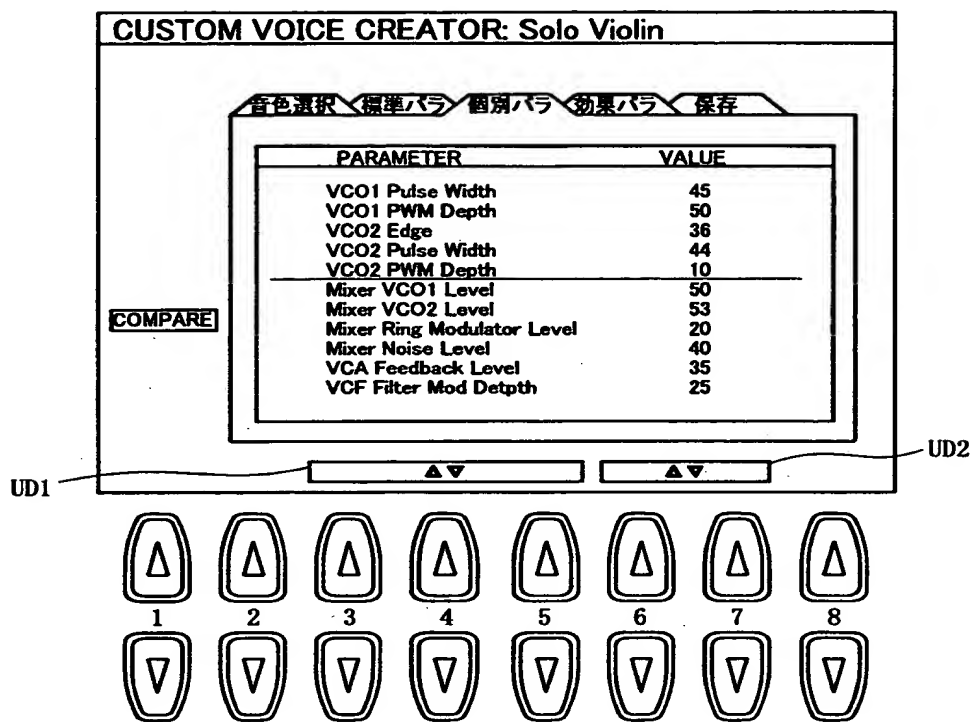 CUSTOM VOICE CREATOR: Solo Violin
音色選択 標準パラ 個別パラ 効果パラ 保存
PARAMETER VALUE
VCO1 Pulse Width 45
VCO1 PWM Depth 50
VCO2 Edge 36
VCO2 Pulse Width 44
VCO2 PWM Depth 10
Mixer VCO1 Level 50
Mixer VCO2 Level 53
Mixer Ring Modulator Level 20
Mixer Noise Level 40
VCA Feedback Level 35
VCF Filter Mod Detpth 25
COMPARE
UD1
UD2
1 2 3 4 5 6 7 8